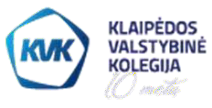 KVK
KLAIPĖDOS
VALSTYBINĖ
KOLEGIJA
10 metų